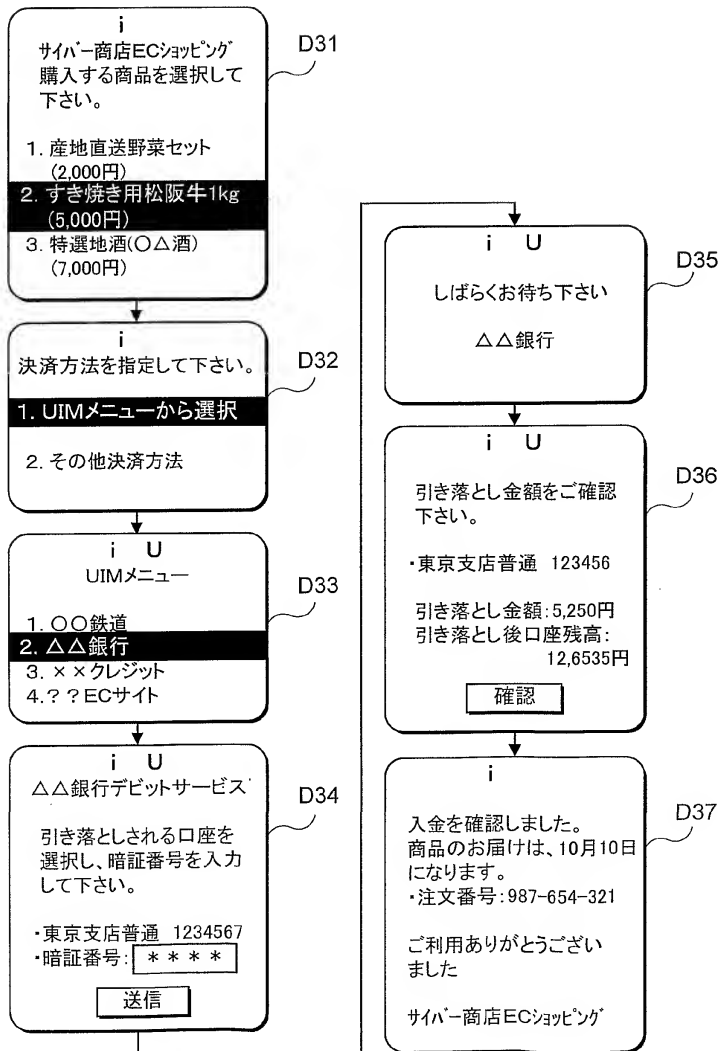 i
サイバー商店ECショッピング
購入する商品を選択して
下さい。
1. 産地直送野菜セット
(2,000円)
2. すき焼き用松阪牛1kg
(5,000円)
3. 特選地酒(〇△酒)
(7,000円)
D31
i
決済方法を指定して下さい。
1. UIMメニューから選択
2. その他決済方法
D32
i U
UIMメニュー
1. 〇〇鉄道
2. △△銀行
3. ××クレジット
4.??ECサイト
D33
i U
△△銀行デビットサービス
引き落としされる口座を
選択し、暗証番号を入力
して下さい。
・東京支店普通 1234567
・暗証番号: ****
送信
D34
i U
しばらくお待ち下さい
△△銀行
D35
i U
引き落とし金額をご確認
下さい。
・東京支店普通 123456
引き落とし金額:5,250円
引き落とし後口座残高:
12,6535円
確認
D36
i
入金を確認しました。
商品のお届けは、10月10日
になります。
・注文番号:987-654-321
ご利用ありがとうござい
ました
サイバー商店ECショッピング
D37